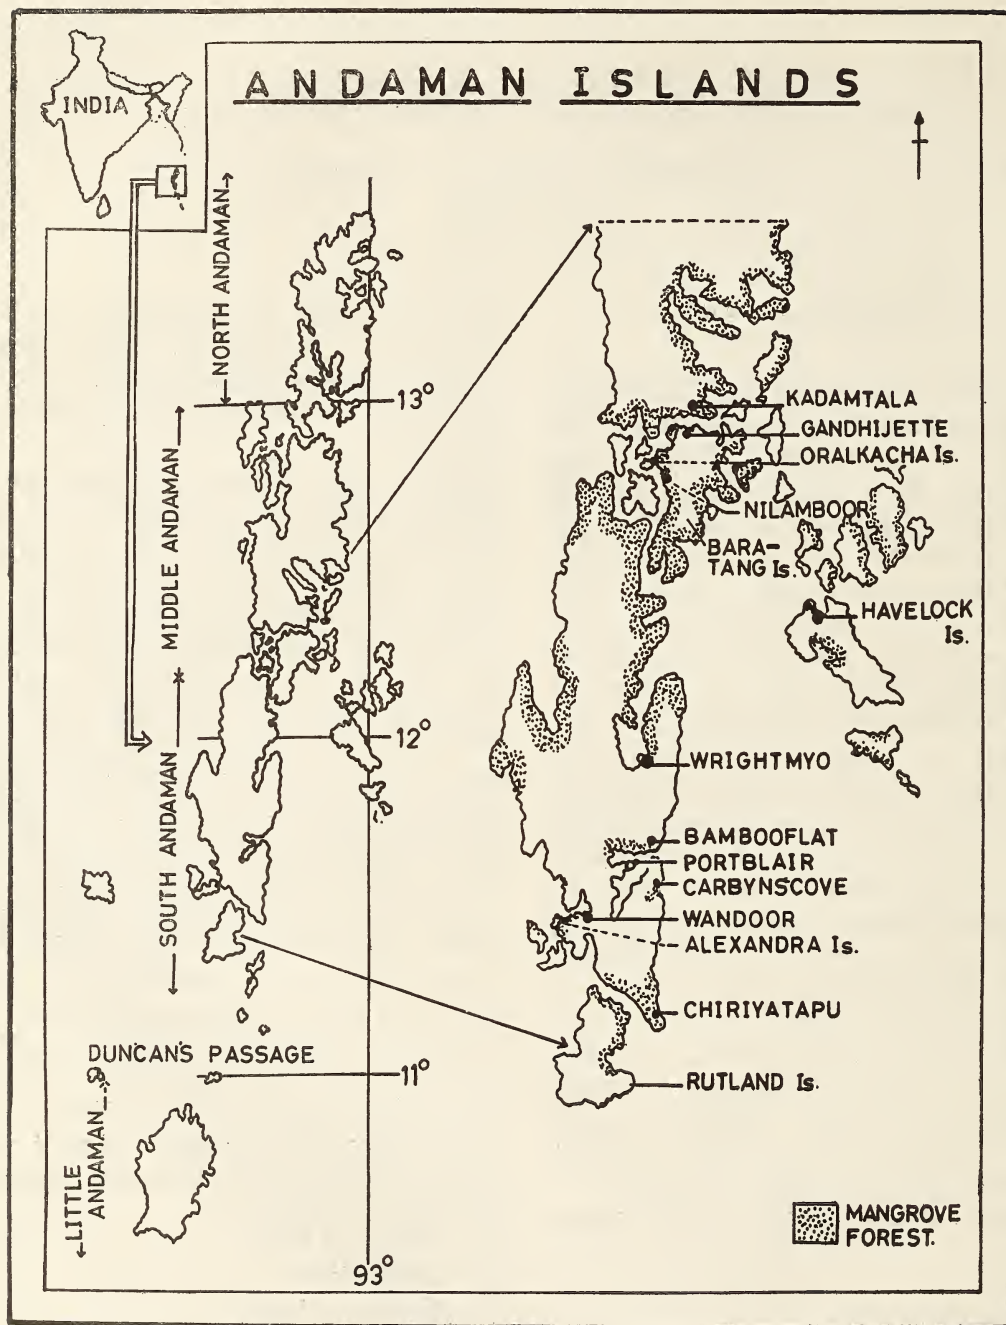 ANDAMAN ISLANDS
INDIA
NORTH ANDAMAN
13°
MIDDLE ANDAMAN
12°
SOUTH ANDAMAN
DUNCAN'S PASSAGE
11°
LITTLE
ANDAMAN
93°
KADAMTALA
GANDHIJETTE
ORALKACHA Is.
NILAMBOOR
BARA-
TANG Is.
HAVELOCK
Is.
WRIGHTMYO
BAMBOOFLAT
PORTBLAIR
CARBYNSCOVE
WANDOOR
ALEXANDRA Is.
CHIRIYATAPU
RUTLAND Is.
MANGROVE
FOREST.